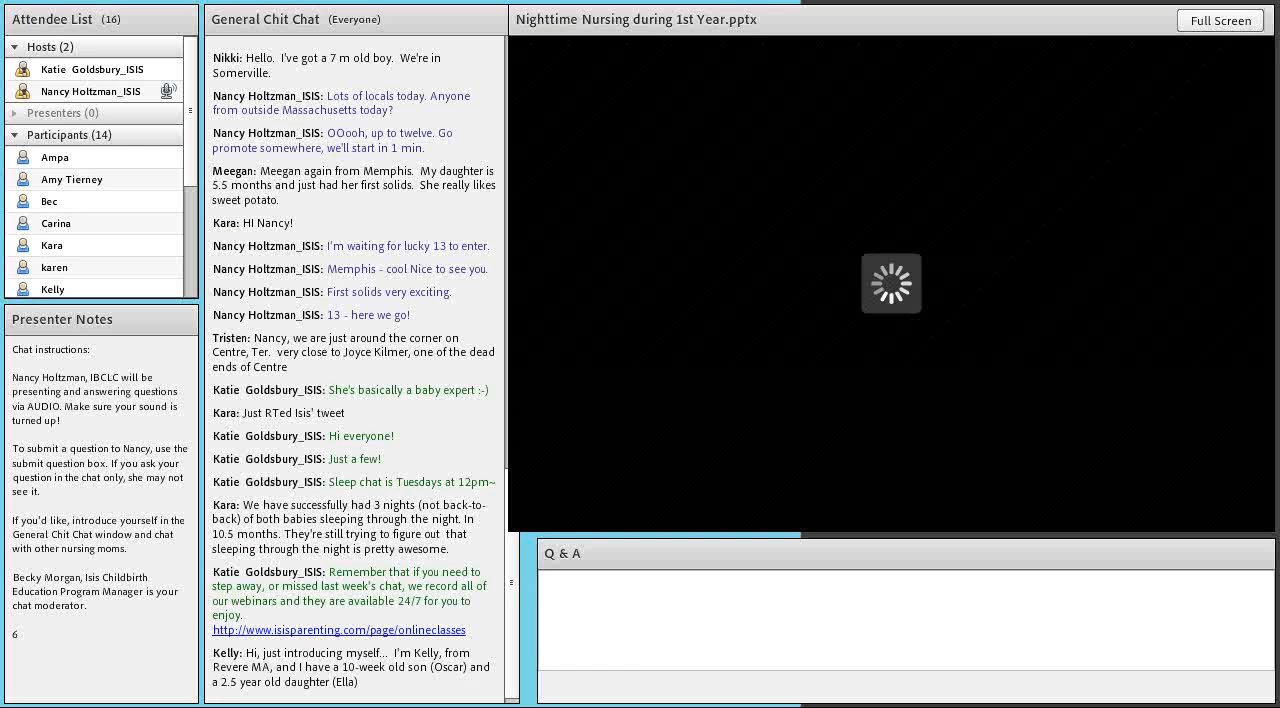 Attendee List (16)
Hosts (2)
Katie Goldsbury_ISIS
Nancy Holtzman_ISIS
Presenters (0)
Participants (14)
Ampa
Amy Tierney
Bec
Carina
Kara
karen
Kelly
Presenter Notes
Chat instructions:
Nancy Holtzman, IBCLC will be
presenting and answering questions
via AUDIO. Make sure your sound is
turned up!
To submit a question to Nancy, use the
submit question box. If you ask your
question in the chat only, she may not
see it.
If you'd like, introduce yourself in the
General Chit Chat window and chat
with other nursing moms.
Becky Morgan, Isis Childbirth
Education Program Manager is your
chat moderator.
6
General Chit Chat (Everyone)
Nikki: Hello. I've got a 7 m old boy. We're in
Somerville.
Nancy Holtzman_ISIS: Lots of locals today. Anyone
from outside Massachusetts today?
Nancy Holtzman_ISIS: OOooh, up to twelve. Go
promote somewhere, we'll start in 1 min.
Meegan: Meegan again from Memphis. My daughter is
5.5 months and just had her first solids. She really likes
sweet potato.
Kara: HI Nancy!
Nancy Holtzman_ISIS: I'm waiting for lucky 13 to enter.
Nancy Holtzman_ISIS: Memphis - cool Nice to see you.
Nancy Holtzman_ISIS: First solids very exciting.
Nancy Holtzman_ISIS: 13 - here we go!
Tristen: Nancy, we are just around the corner on
Centre, Ter. very close to Joyce Kilmer, one of the dead
ends of Centre
Katie Goldsbury_ISIS: She's basically a baby expert :-)
Kara: Just RTed Isis' tweet
Katie Goldsbury_ISIS: Hi everyone!
Katie Goldsbury_ISIS: Just a few!
Katie Goldsbury_ISIS: Sleep chat is Tuesdays at 12pm~
Kara: We have successfully had 3 nights (not back-to-
back) of both babies sleeping through the night. In
10.5 months. They're still trying to figure out that
sleeping through the night is pretty awesome.
Katie Goldsbury_ISIS: Remember that if you need to
step away, or missed last week's chat, we record all of
our webinars and they are available 24/7 for you to
enjoy.
http://www.isisparenting.com/page/onlineclasses
Kelly: Hi, just introducing myself... I'm Kelly, from
Revere MA, and I have a 10-week old son (Oscar) and
a 2.5 year old daughter (Ella)
Nighttime Nursing during 1st Year.pptx
Full Screen
Q & A